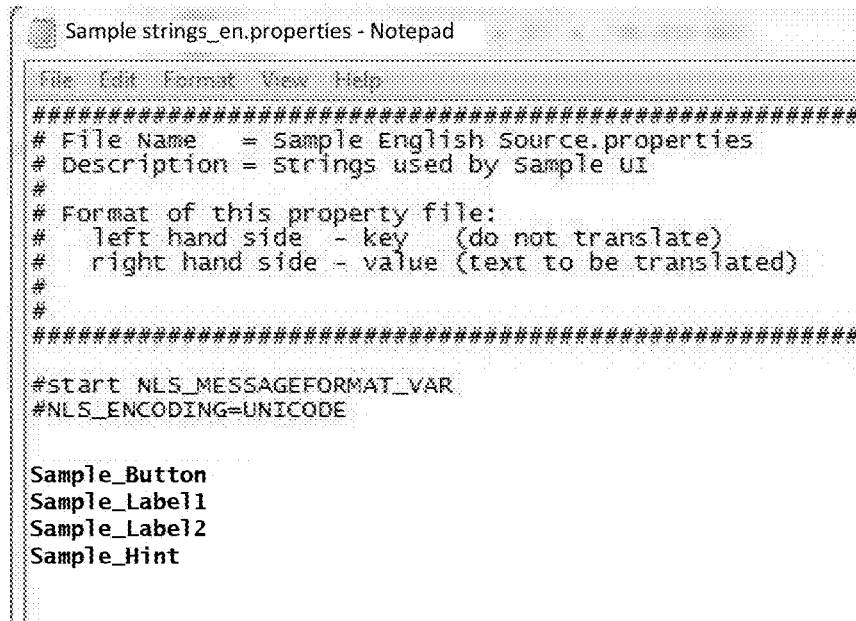 Sample strings_en.properties - Notepad
File Edit Format View Help
##########################################################
# File Name   = Sample English Source.properties
# Description = Strings used by Sample UI
#
# Format of this property file:
#   left hand side  - key   (do not translate)
#   right hand side - value (text to be translated)
#
#
##########################################################
#start NLS_MESSAGEFORMAT_VAR
#NLS_ENCODING=UNICODE
Sample_Button
Sample_Label1
Sample_Label2
Sample_Hint